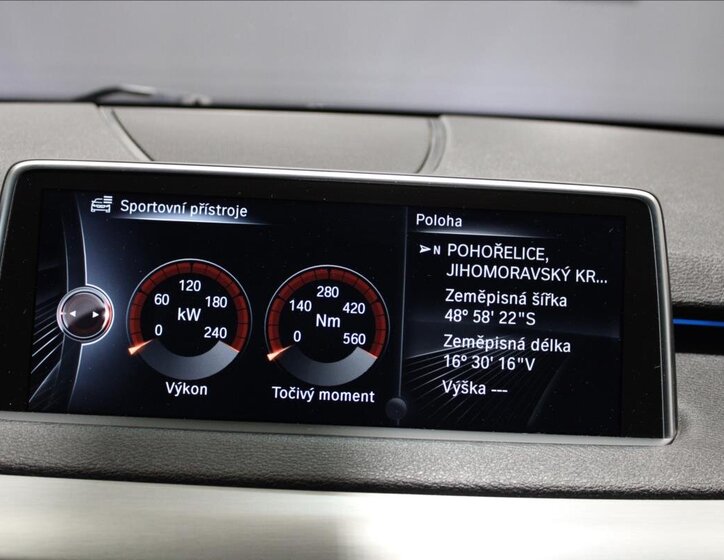 Sportovní přístroje
60
120
180
kW
0
240
Výkon
140
280
420
Nm
0
560
Točivý moment
Poloha
N POHOŘELICE,
JIHOMORAVSKÝ KR...
Zeměpisná šířka
48° 58' 22"S
Zeměpisná délka
16° 30' 16"V
Výška ---